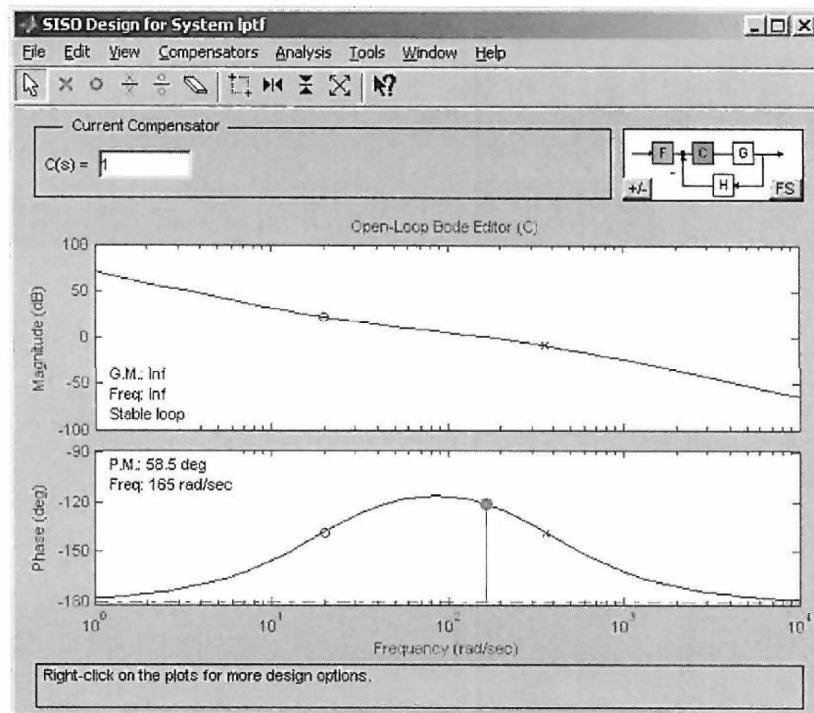 SISO Design for System lptf
File Edit View Compensators Analysis Tools Window Help
Current Compensator
C(s) = 1
F C G
H
+/- FS
Open-Loop Bode Editor (C)
Magnitude (dB)
100
50
0
-50
-100
G.M.: Inf
Freq: Inf
Stable loop
Phase (deg)
-90
-120
-150
-180
P.M.: 58.5 deg
Freq: 165 rad/sec
10^0 10^1 10^2 10^3 10^4
Frequency (rad/sec)
Right-click on the plots for more design options.